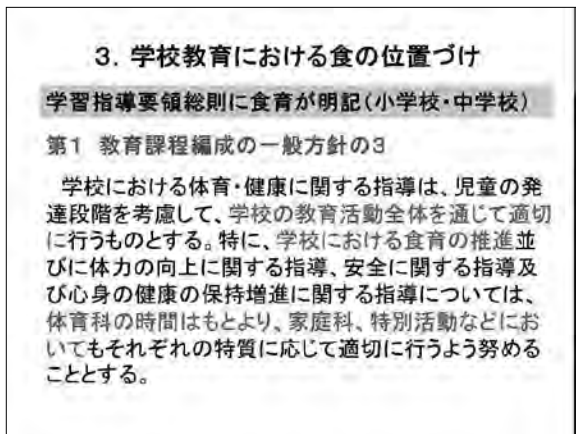 3．学校教育における食の位置づけ
学習指導要領総則に食育が明記(小学校・中学校)
第1 教育課程編成の一般方針の3
学校における体育・健康に関する指導は、児童の発
達段階を考慮して、学校の教育活動全体を通じて適切
に行うものとする。特に、学校における食育の推進並
びに体力の向上に関する指導、安全に関する指導及
び心身の健康の保持増進に関する指導については、
体育科の時間はもとより、家庭科、特別活動などにお
いてもそれぞれの特質に応じて適切に行うよう努める
こととする。